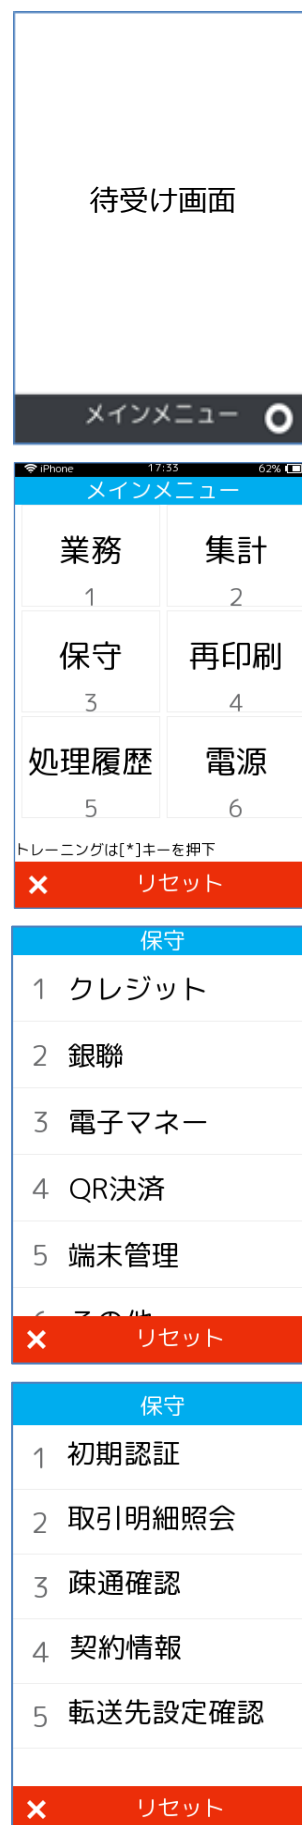 待受け画面
メインメニュー
iPhone 17:33 62%
メインメニュー
業務 集計
1 2
保守 再印刷
3 4
処理履歴 電源
5 6
トレーニングは[*]キーを押下
リセット
保守
1 クレジット
2 銀聯
3 電子マネー
4 QR決済
5 端末管理
6 その他
リセット
保守
1 初期認証
2 取引明細照会
3 疎通確認
4 契約情報
5 転送先設定確認
リセット